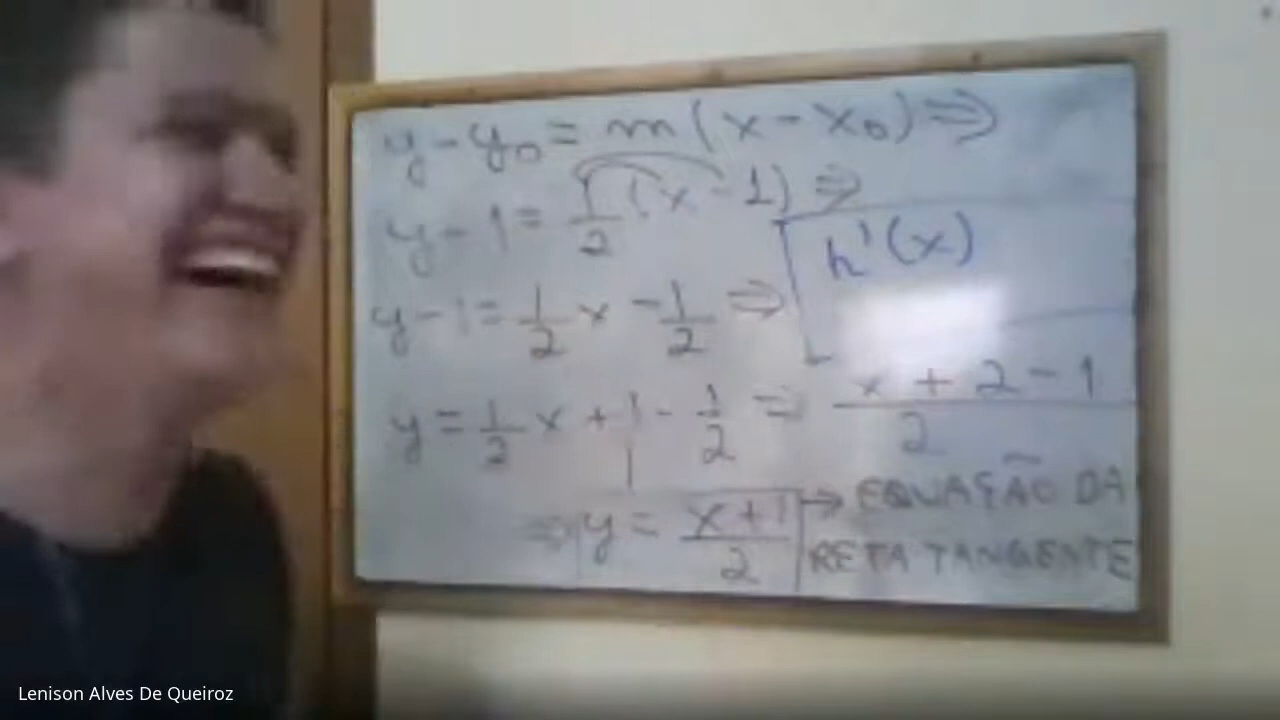 y - y₀ = m(x - x₀) ⇒
y - 1 = 1/2 (x - 1) ⇒
h'(x)
y - 1 = 1/2 x - 1/2 ⇒
y = 1/2 x + 1 - 1/2 ⇒ x + 2 - 1 / 2
⇒ y = x + 1 / 2 → EQUAÇÃO DA
RETA TANGENTE
Lenison Alves De Queiroz